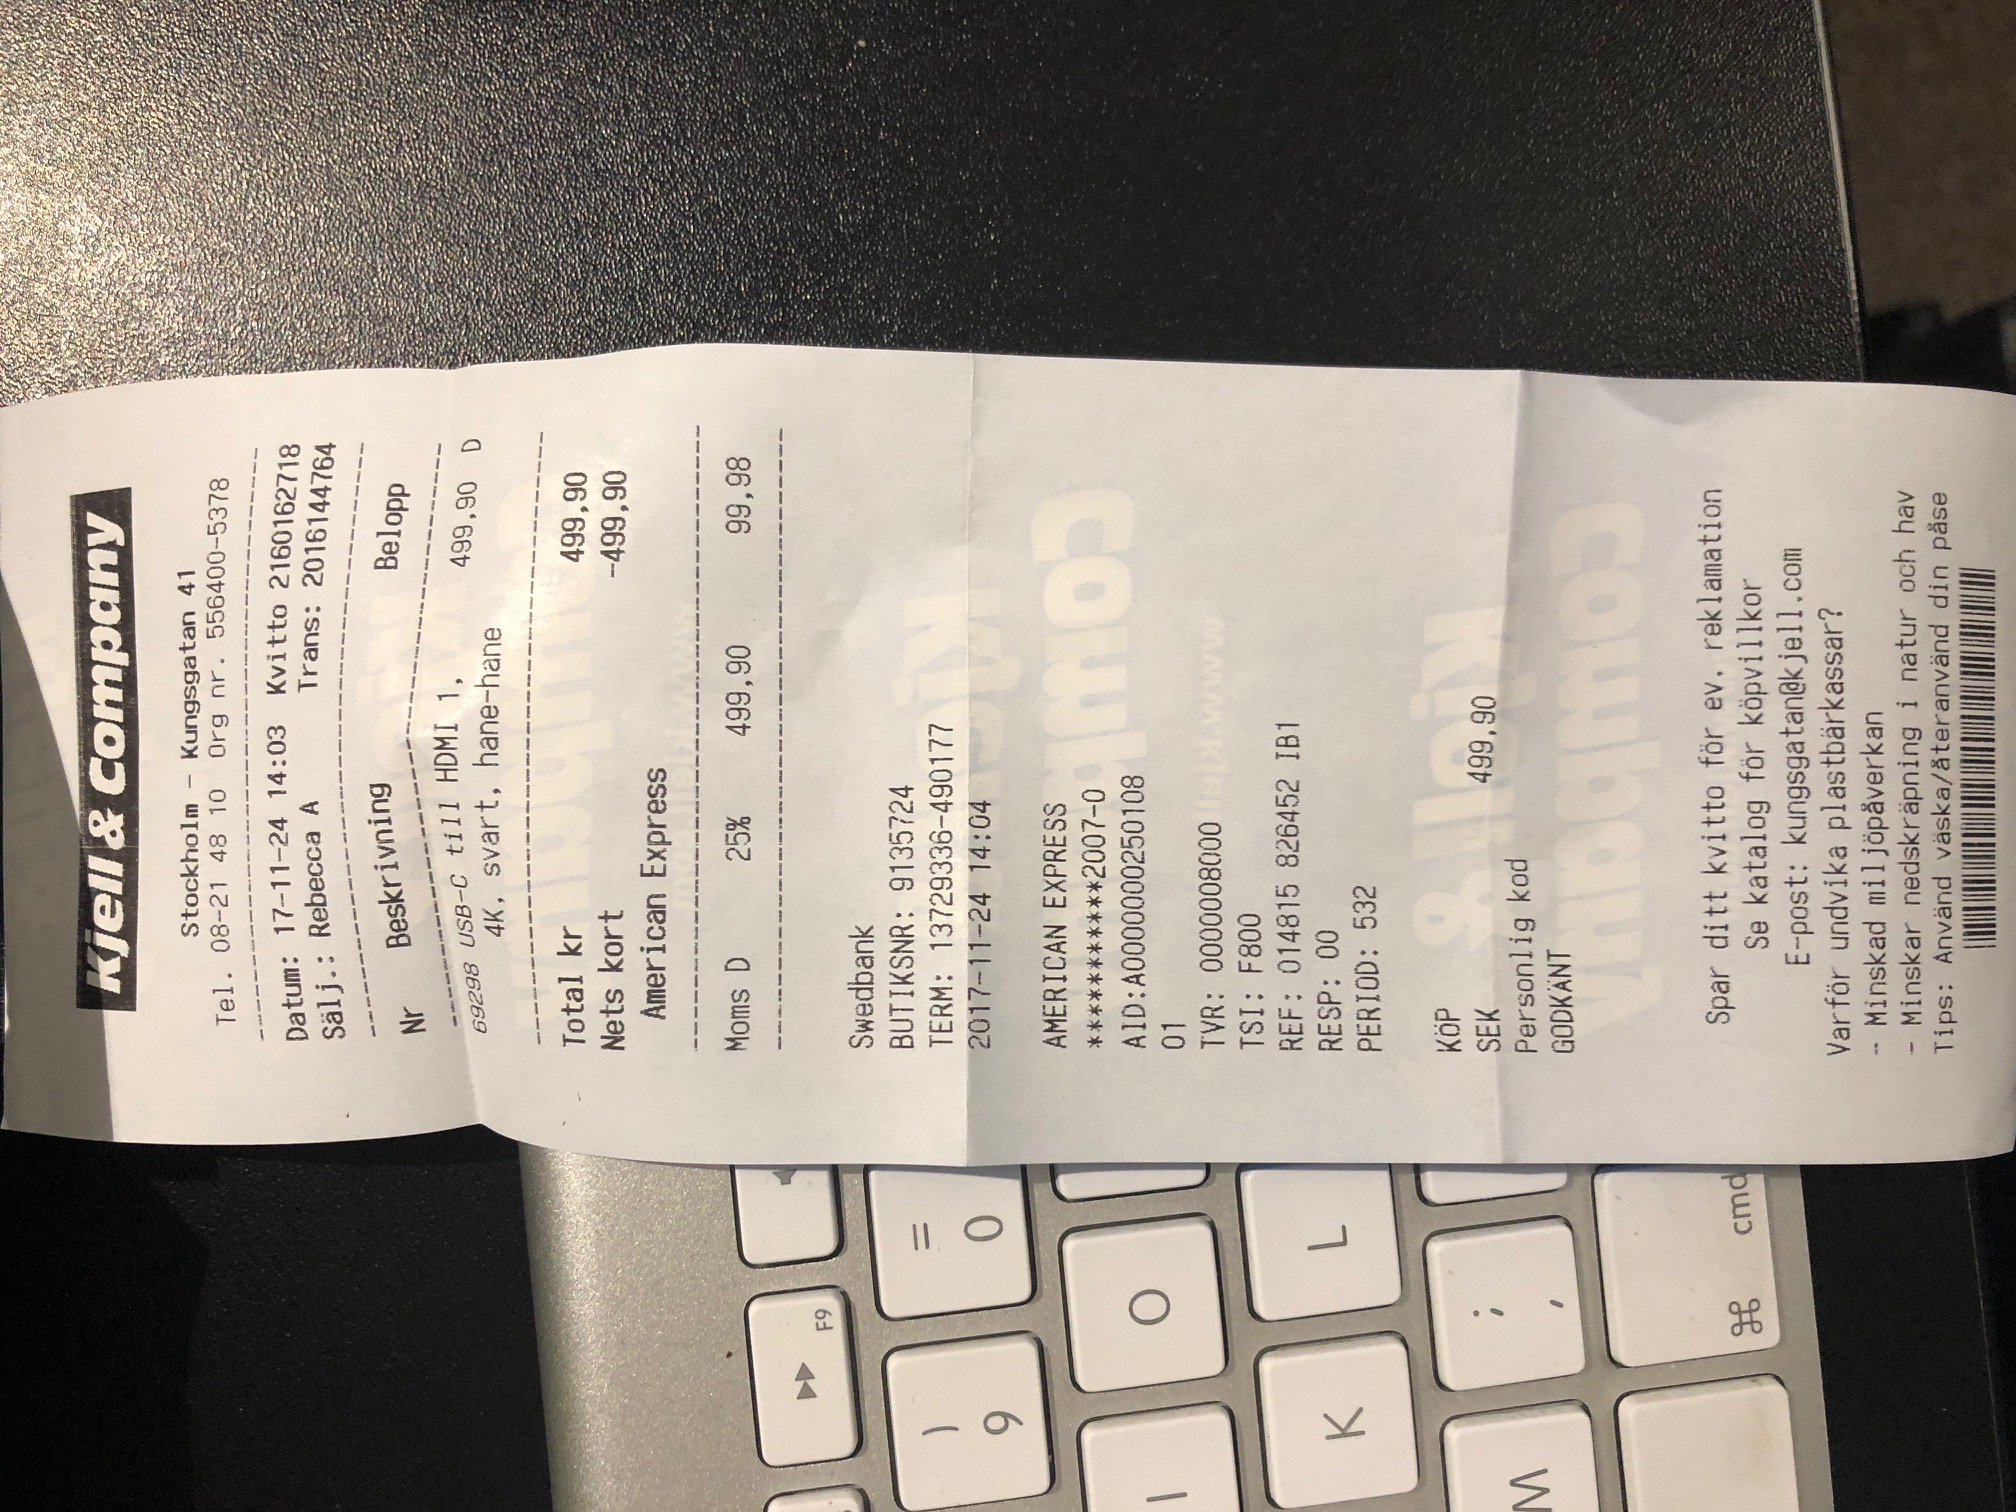 Kjell & Company
Stockholm - Kungsgatan 41
Tel. 08-21 48 10 Org nr. 556400-5378
Datum: 17-11-24 14:03 Kvitto 2160162718
Sälj.: Rebecca A Trans: 2016144764
Nr Beskrivning Belopp
69298 USB-C till HDMI 1, 499,90 D
4K, svart, hane-hane
Total kr 499,90
Nets kort -499,90
American Express
Moms D 25% 499,90 99,98
Swedbank
BUTIKSNR: 9135724
TERM: 13729336-490177
2017-11-24 14:04
AMERICAN EXPRESS
***********2007-0
AID:A0000000250108
01
TVR: 0000008000
TSI: F800
REF: 014815 826452 IB1
RESP: 00
PERIOD: 532
KÖP
SEK 499,90
Personlig kod
GODKÄNT
Spar ditt kvitto för ev. reklamation
Se katalog för köpvillkor
E-post: kungsgatan@kjell.com
Varför undvika plastbärkassar?
- Minskad miljöpåverkan
- Minskar nedskräpning i natur och hav
Tips: Använd väska/återanvänd din påse
F9
)
9
=
0
I
O
K
L
M
;
,
⌘ cmd